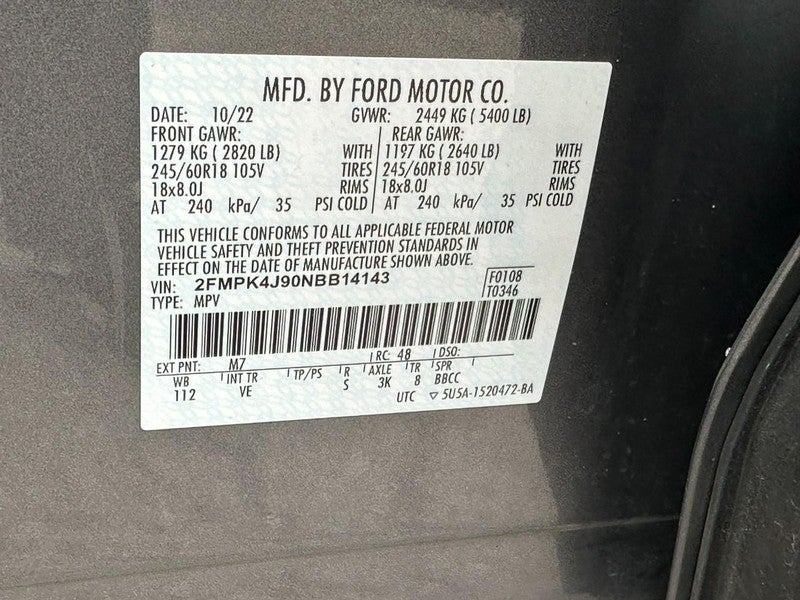 MFD. BY FORD MOTOR CO.
DATE: 10/22 GVWR: 2449 KG ( 5400 LB)
FRONT GAWR: REAR GAWR:
1279 KG ( 2820 LB) WITH 1197 KG ( 2640 LB) WITH
245/60R18 105V TIRES 245/60R18 105V TIRES
18x8.0J RIMS 18x8.0J RIMS
AT 240 kPa/ 35 PSI COLD AT 240 kPa/ 35 PSI COLD
THIS VEHICLE CONFORMS TO ALL APPLICABLE FEDERAL MOTOR
VEHICLE SAFETY AND THEFT PREVENTION STANDARDS IN
EFFECT ON THE DATE OF MANUFACTURE SHOWN ABOVE.
VIN: 2FMPK4J90NBB14143 F0108
TYPE: MPV T0346
EXT PNT: M7 RC: 48 DSO:
WB INT TR TP/PS R AXLE TR SPR
112 VE S 3K 8 BBCC
UTC ▽ 5U5A-1520472-BA